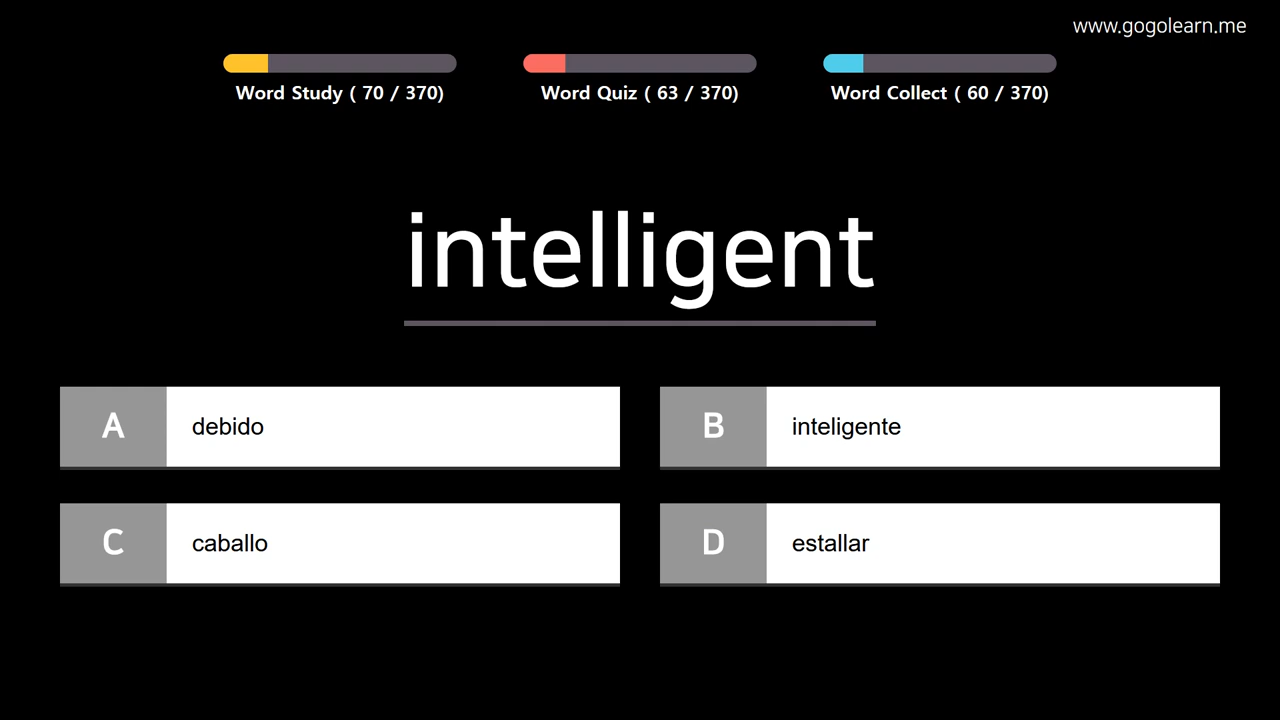 www.gogolearn.me
Word Study ( 70 / 370)
Word Quiz ( 63 / 370)
Word Collect ( 60 / 370)
intelligent
A debido
B inteligente
C caballo
D estallar